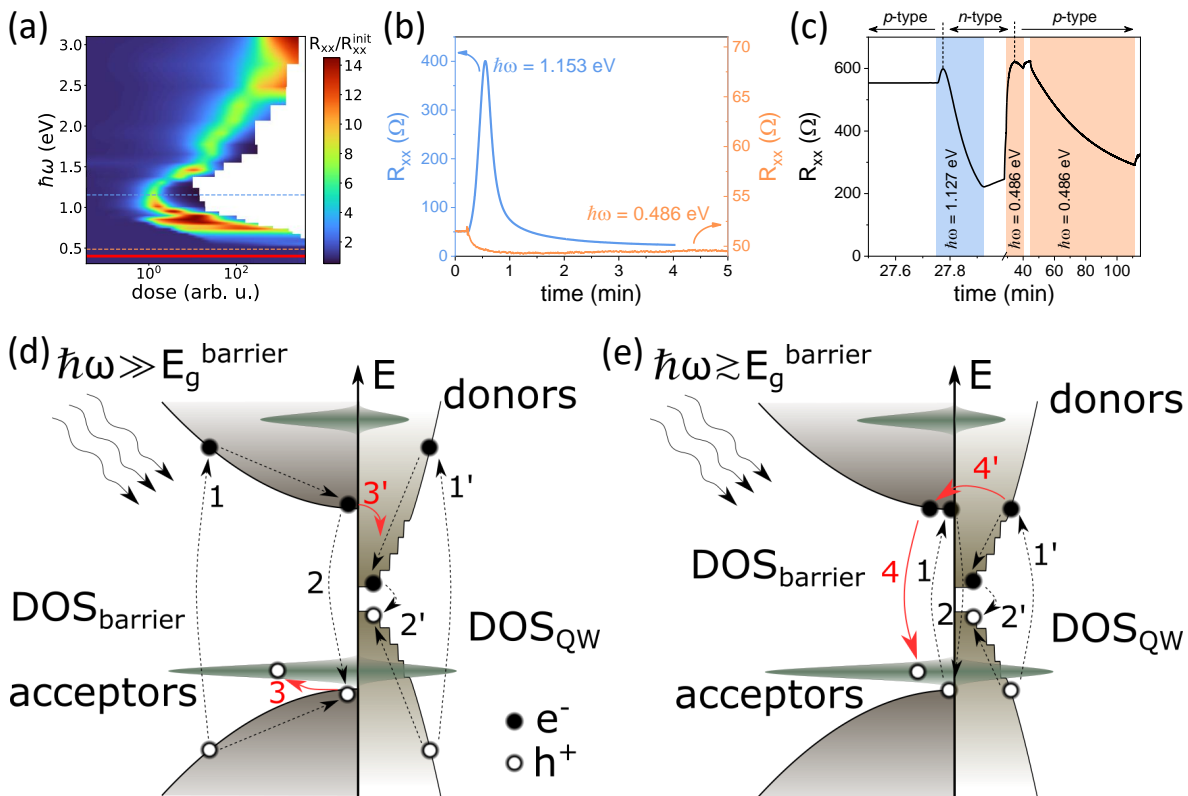 (a)
ħω (eV)
3.0
2.5
2.0
1.5
1.0
0.5
10⁰
10²
dose (arb. u.)
R_xx/R_xx^init
14
12
10
8
6
4
2
(b)
R_xx (Ω)
400
300
200
100
50
0
ħω = 1.153 eV
ħω = 0.486 eV
70
65
60
55
50
R_xx (Ω)
0 1 2 3 4 5
time (min)
(c)
p-type n-type p-type
R_xx (Ω)
600
400
200
0
ħω = 1.127 eV
ħω = 0.486 eV
ħω = 0.486 eV
27.6 27.8 40 60 80 100
time (min)
(d)
ħω ≫ E_g^barrier
E
donors
1
3'
1'
2
DOS_barrier
2'
DOS_QW
acceptors
3
e⁻
h⁺
(e)
ħω ≳ E_g^barrier
E
donors
4'
DOS_barrier
1
1'
4
2
2'
DOS_QW
acceptors